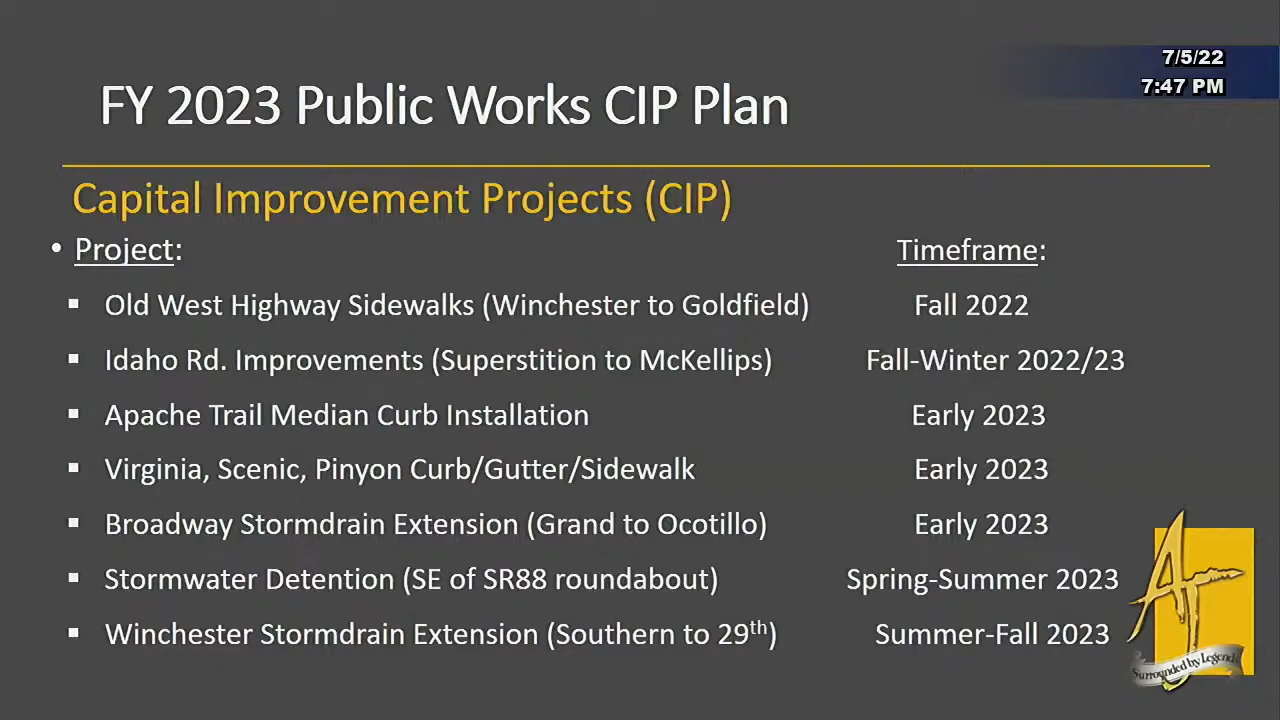 7/5/22
7:47 PM
FY 2023 Public Works CIP Plan
Capital Improvement Projects (CIP)
• Project: Timeframe:
▪ Old West Highway Sidewalks (Winchester to Goldfield) Fall 2022
▪ Idaho Rd. Improvements (Superstition to McKellips) Fall-Winter 2022/23
▪ Apache Trail Median Curb Installation Early 2023
▪ Virginia, Scenic, Pinyon Curb/Gutter/Sidewalk Early 2023
▪ Broadway Stormdrain Extension (Grand to Ocotillo) Early 2023
▪ Stormwater Detention (SE of SR88 roundabout) Spring-Summer 2023
▪ Winchester Stormdrain Extension (Southern to 29th) Summer-Fall 2023
AJ
Surrounded by Legends